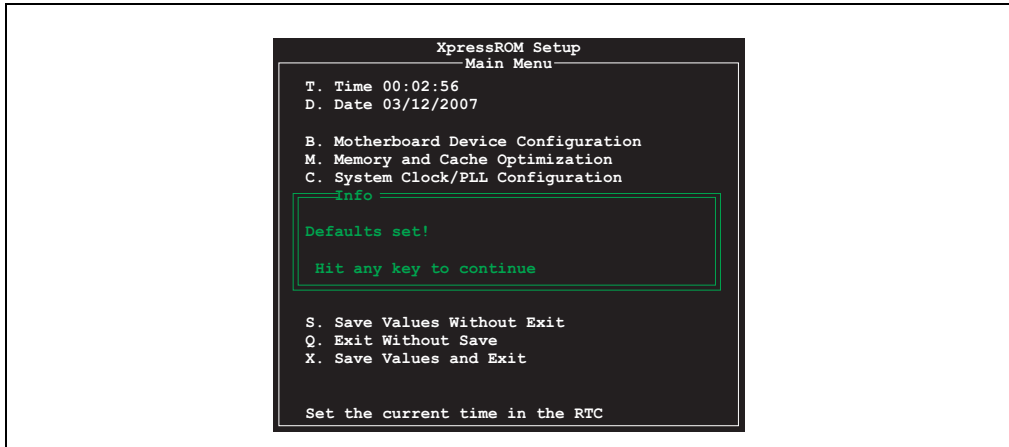 XpressROM Setup
Main Menu
T. Time 00:02:56
D. Date 03/12/2007
B. Motherboard Device Configuration
M. Memory and Cache Optimization
C. System Clock/PLL Configuration
Info
Defaults set!
Hit any key to continue
S. Save Values Without Exit
Q. Exit Without Save
X. Save Values and Exit
Set the current time in the RTC